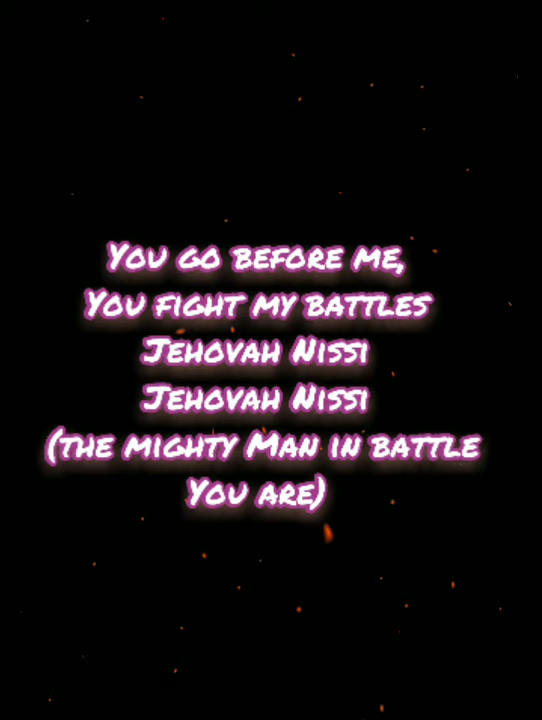 You go before me,
You fight my battles
Jehovah Nissi
Jehovah Nissi
(the mighty Man in battle
You are)